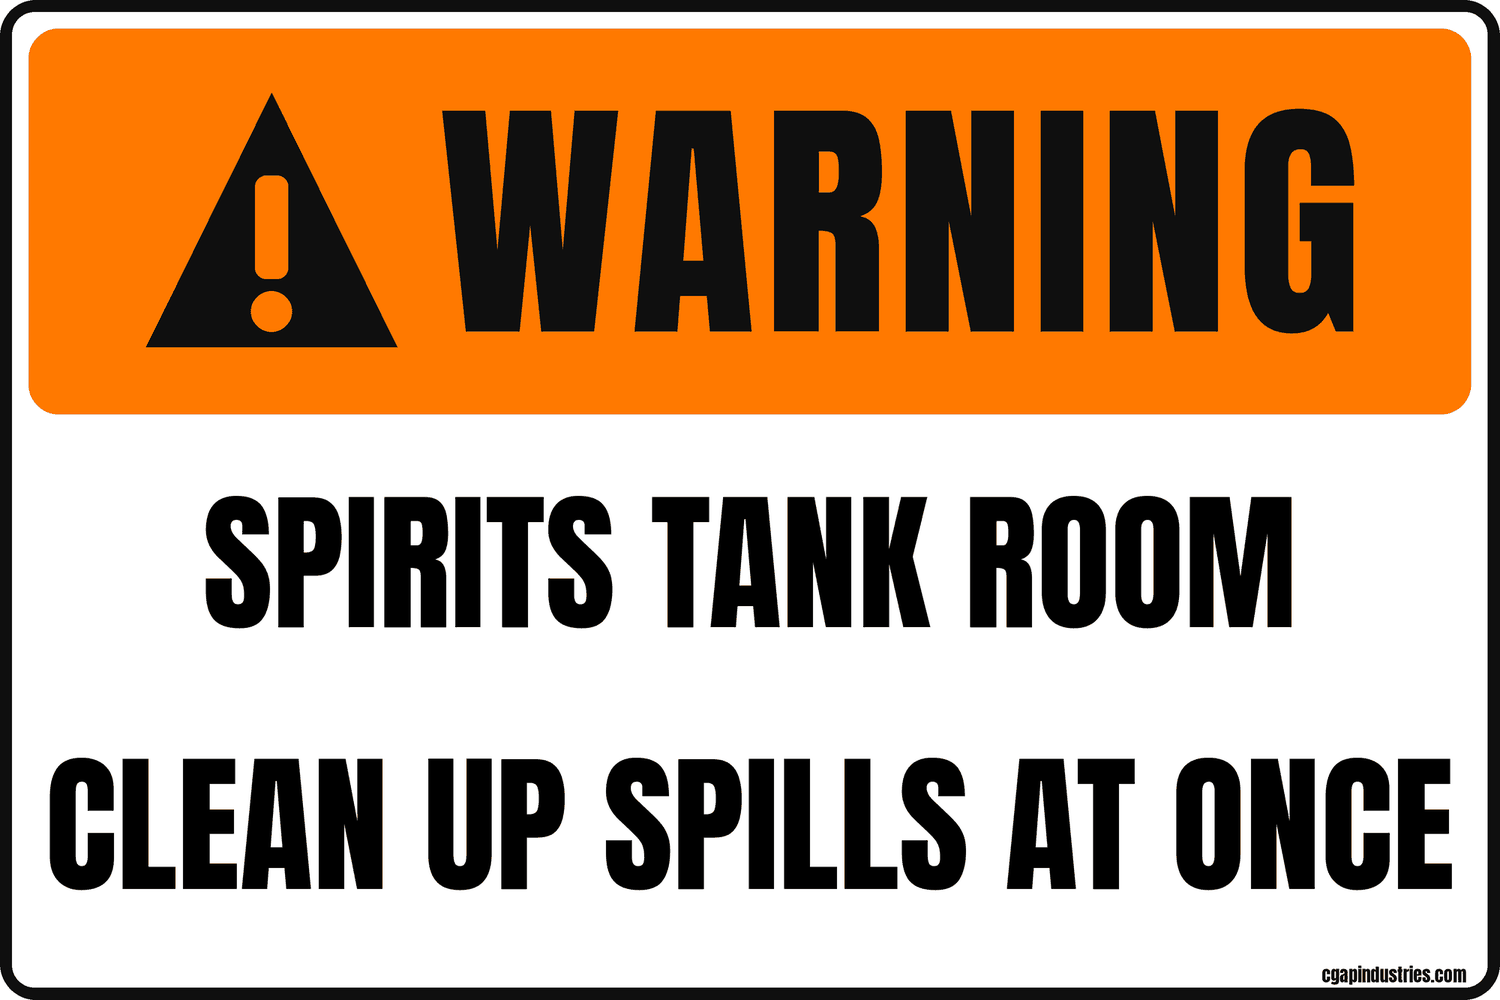 WARNING
SPIRITS TANK ROOM
CLEAN UP SPILLS AT ONCE
cgapindustries.com